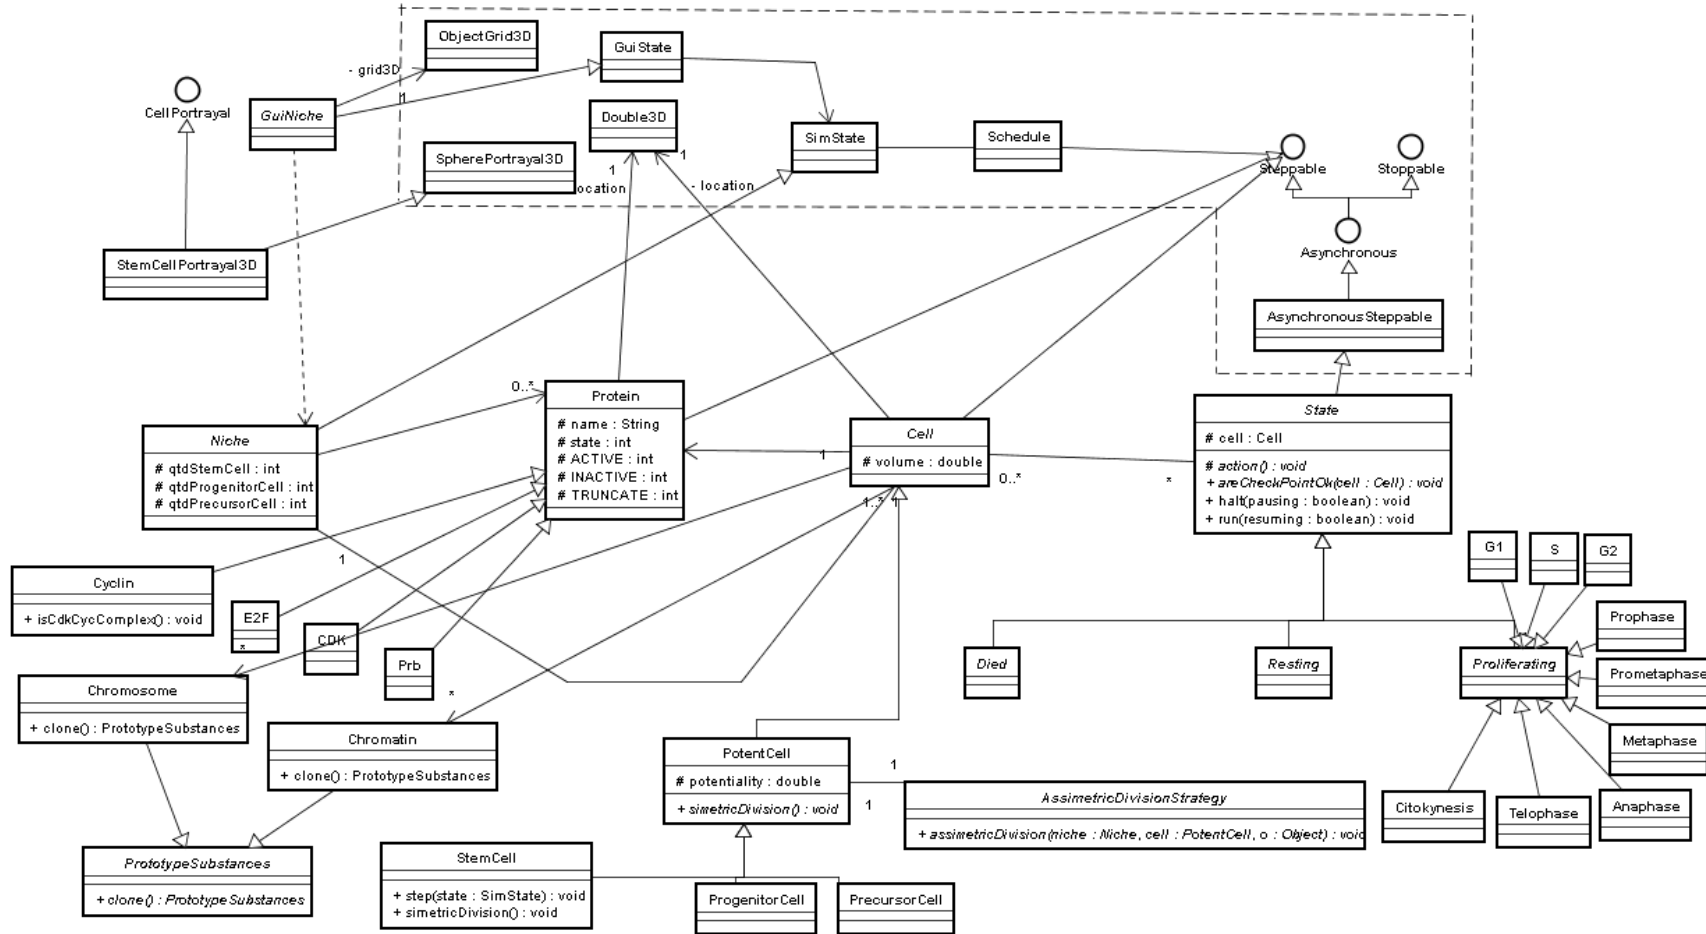 ObjectGrid3D
GuiState
- grid3D
1
CellPortrayal
GuiNiche
Double3D
SimState
Schedule
SpherePortrayal3D
1
1
Steppable
Stoppable
ocation
- location
Asynchronous
StemCellPortrayal3D
AsynchronousSteppable
0..*
Protein
# name : String
# state : int
# ACTIVE : int
# INACTIVE : int
# TRUNCATE : int
Niche
# qtdStemCell : int
# qtdProgenitorCell : int
# qtdPrecursorCell : int
Cell
# volume : double
1
0..*
*
1..*
1
State
# cell : Cell
# action() : void
+ areCheckPointOk(cell : Cell) : void
+ halt(pausing : boolean) : void
+ run(resuming : boolean) : void
1
G1
S
G2
Cyclin
+ isCdkCycComplex() : void
E2F
*
CDK
Prb
*
Prophase
Died
Resting
Proliferating
Prometaphase
Chromosome
+ clone() : PrototypeSubstances
Chromatin
+ clone() : PrototypeSubstances
Metaphase
PotentCell
# potentiality : double
+ simetricDivision() : void
1
1
AssimetricDivisionStrategy
+ assimetricDivision(niche : Niche, cell : PotentCell, o : Object) : void
Citokynesis
Telophase
Anaphase
PrototypeSubstances
+ clone() : PrototypeSubstances
StemCell
+ step(state : SimState) : void
+ simetricDivision() : void
ProgenitorCell
PrecursorCell